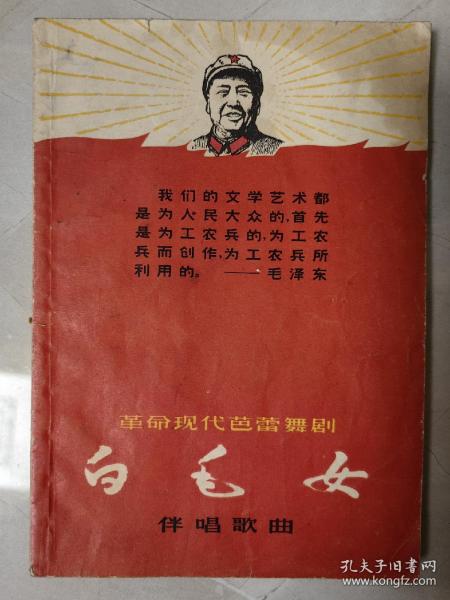 我们的文学艺术都
是为人民大众的,首先
是为工农兵的,为工农
兵而创作,为工农兵所
利用的。——毛泽东
革命现代芭蕾舞剧
白毛女
伴唱歌曲
孔夫子旧书网
www.kongfz.com